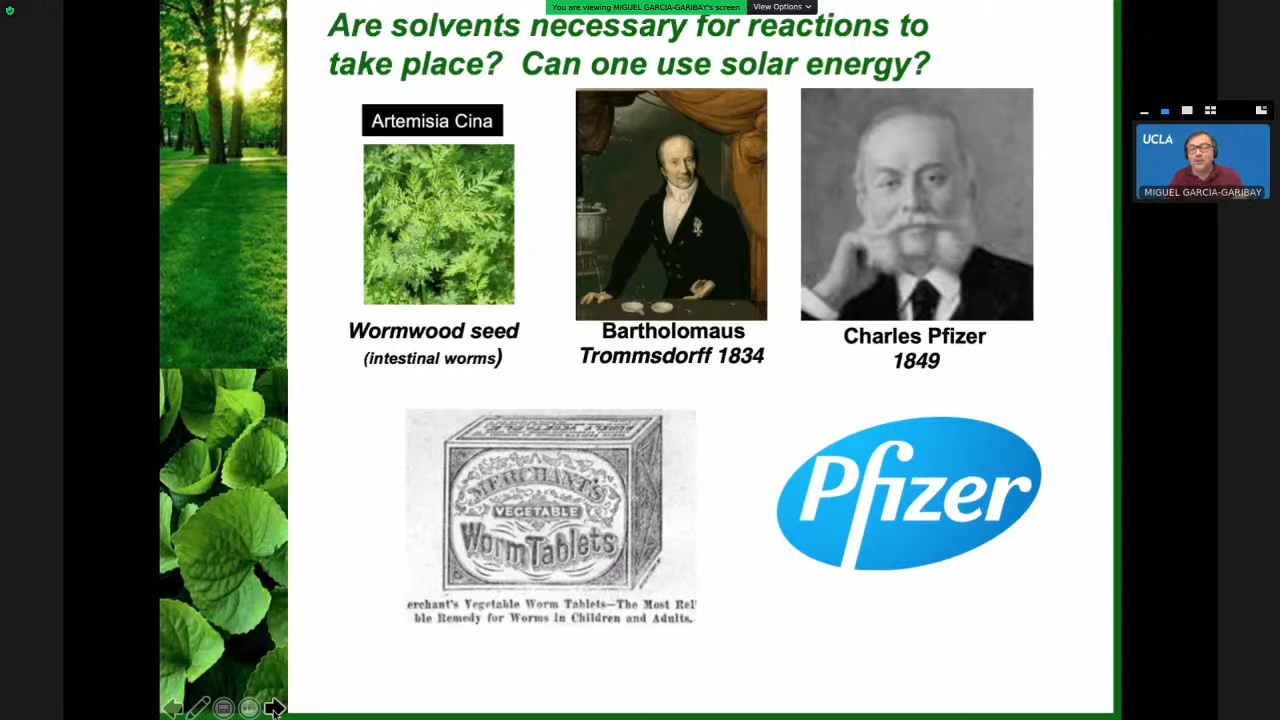 You are viewing MIGUEL GARCIA-GARIBAY's screen
View Options
Are solvents necessary for reactions to
take place? Can one use solar energy?
Artemisia Cina
Wormwood seed
(intestinal worms)
Bartholomaus
Trommsdorff 1834
Charles Pfizer
1849
UCLA
MIGUEL GARCIA-GARIBAY
MERCHANT'S
VEGETABLE
Worm Tablets
erchant's Vegetable Worm Tablets—The Most Rel
ble Remedy for Worms in Children and Adults.
Pfizer